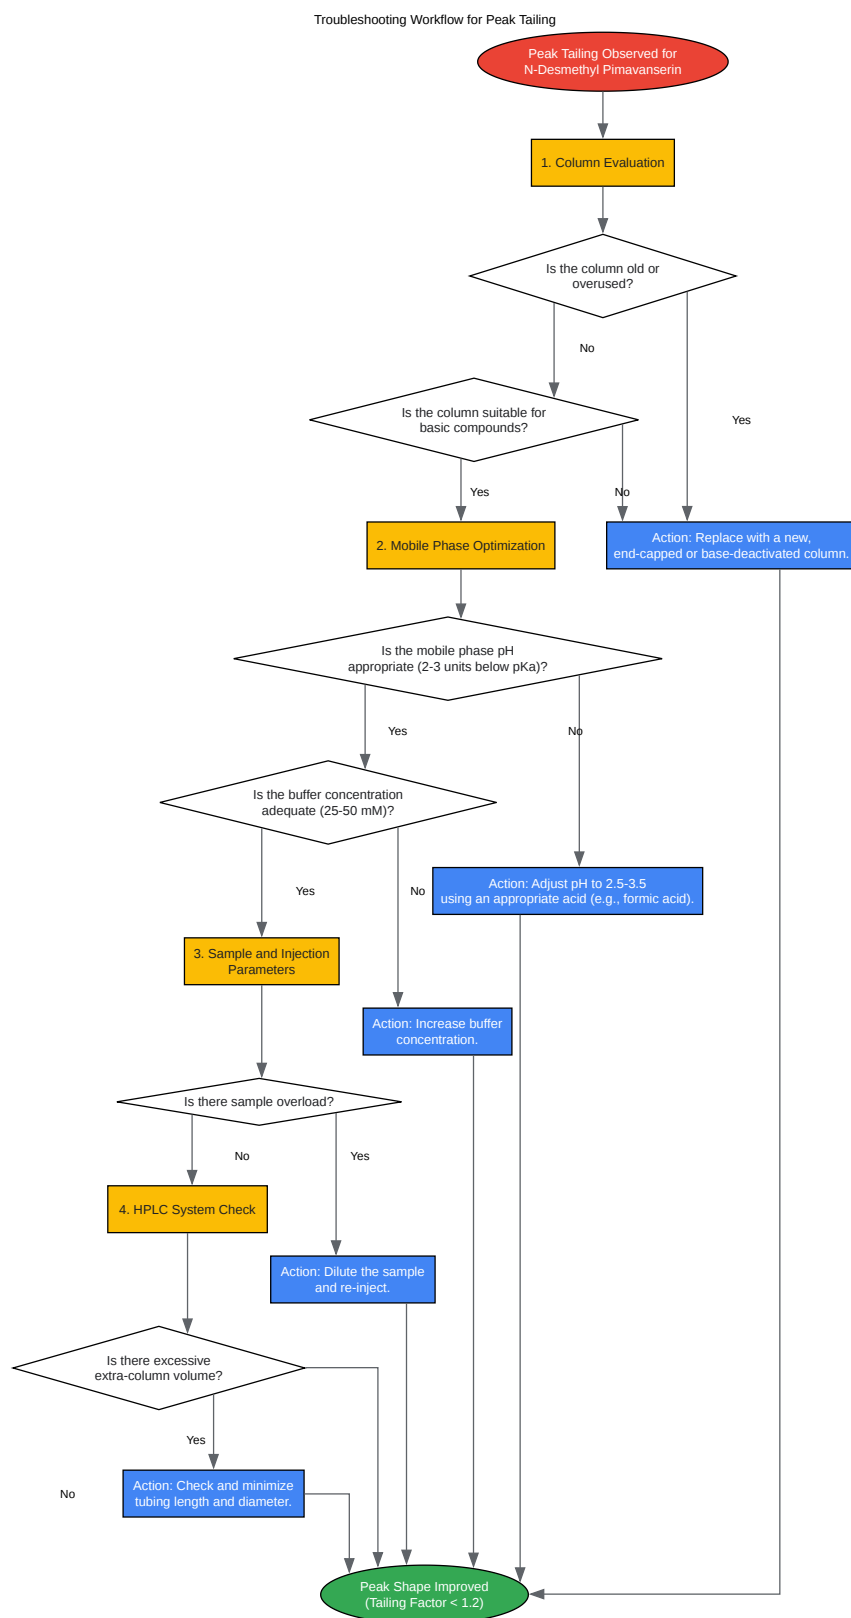 Troubleshooting Workflow for Peak Tailing
Peak Tailing Observed for
N-Desmethyl Pimavanserin
1. Column Evaluation
Is the column old or
overused?
No
Yes
Is the column suitable for
basic compounds?
Yes
No
2. Mobile Phase Optimization
Action: Replace with a new,
end-capped or base-deactivated column.
Is the mobile phase pH
appropriate (2-3 units below pKa)?
Yes
No
Is the buffer concentration
adequate (25-50 mM)?
Yes
No
Action: Adjust pH to 2.5-3.5
using an appropriate acid (e.g., formic acid).
3. Sample and Injection
Parameters
Action: Increase buffer
concentration.
Is there sample overload?
No
Yes
4. HPLC System Check
Action: Dilute the sample
and re-inject.
Is there excessive
extra-column volume?
Yes
No
Action: Check and minimize
tubing length and diameter.
Peak Shape Improved
(Tailing Factor < 1.2)